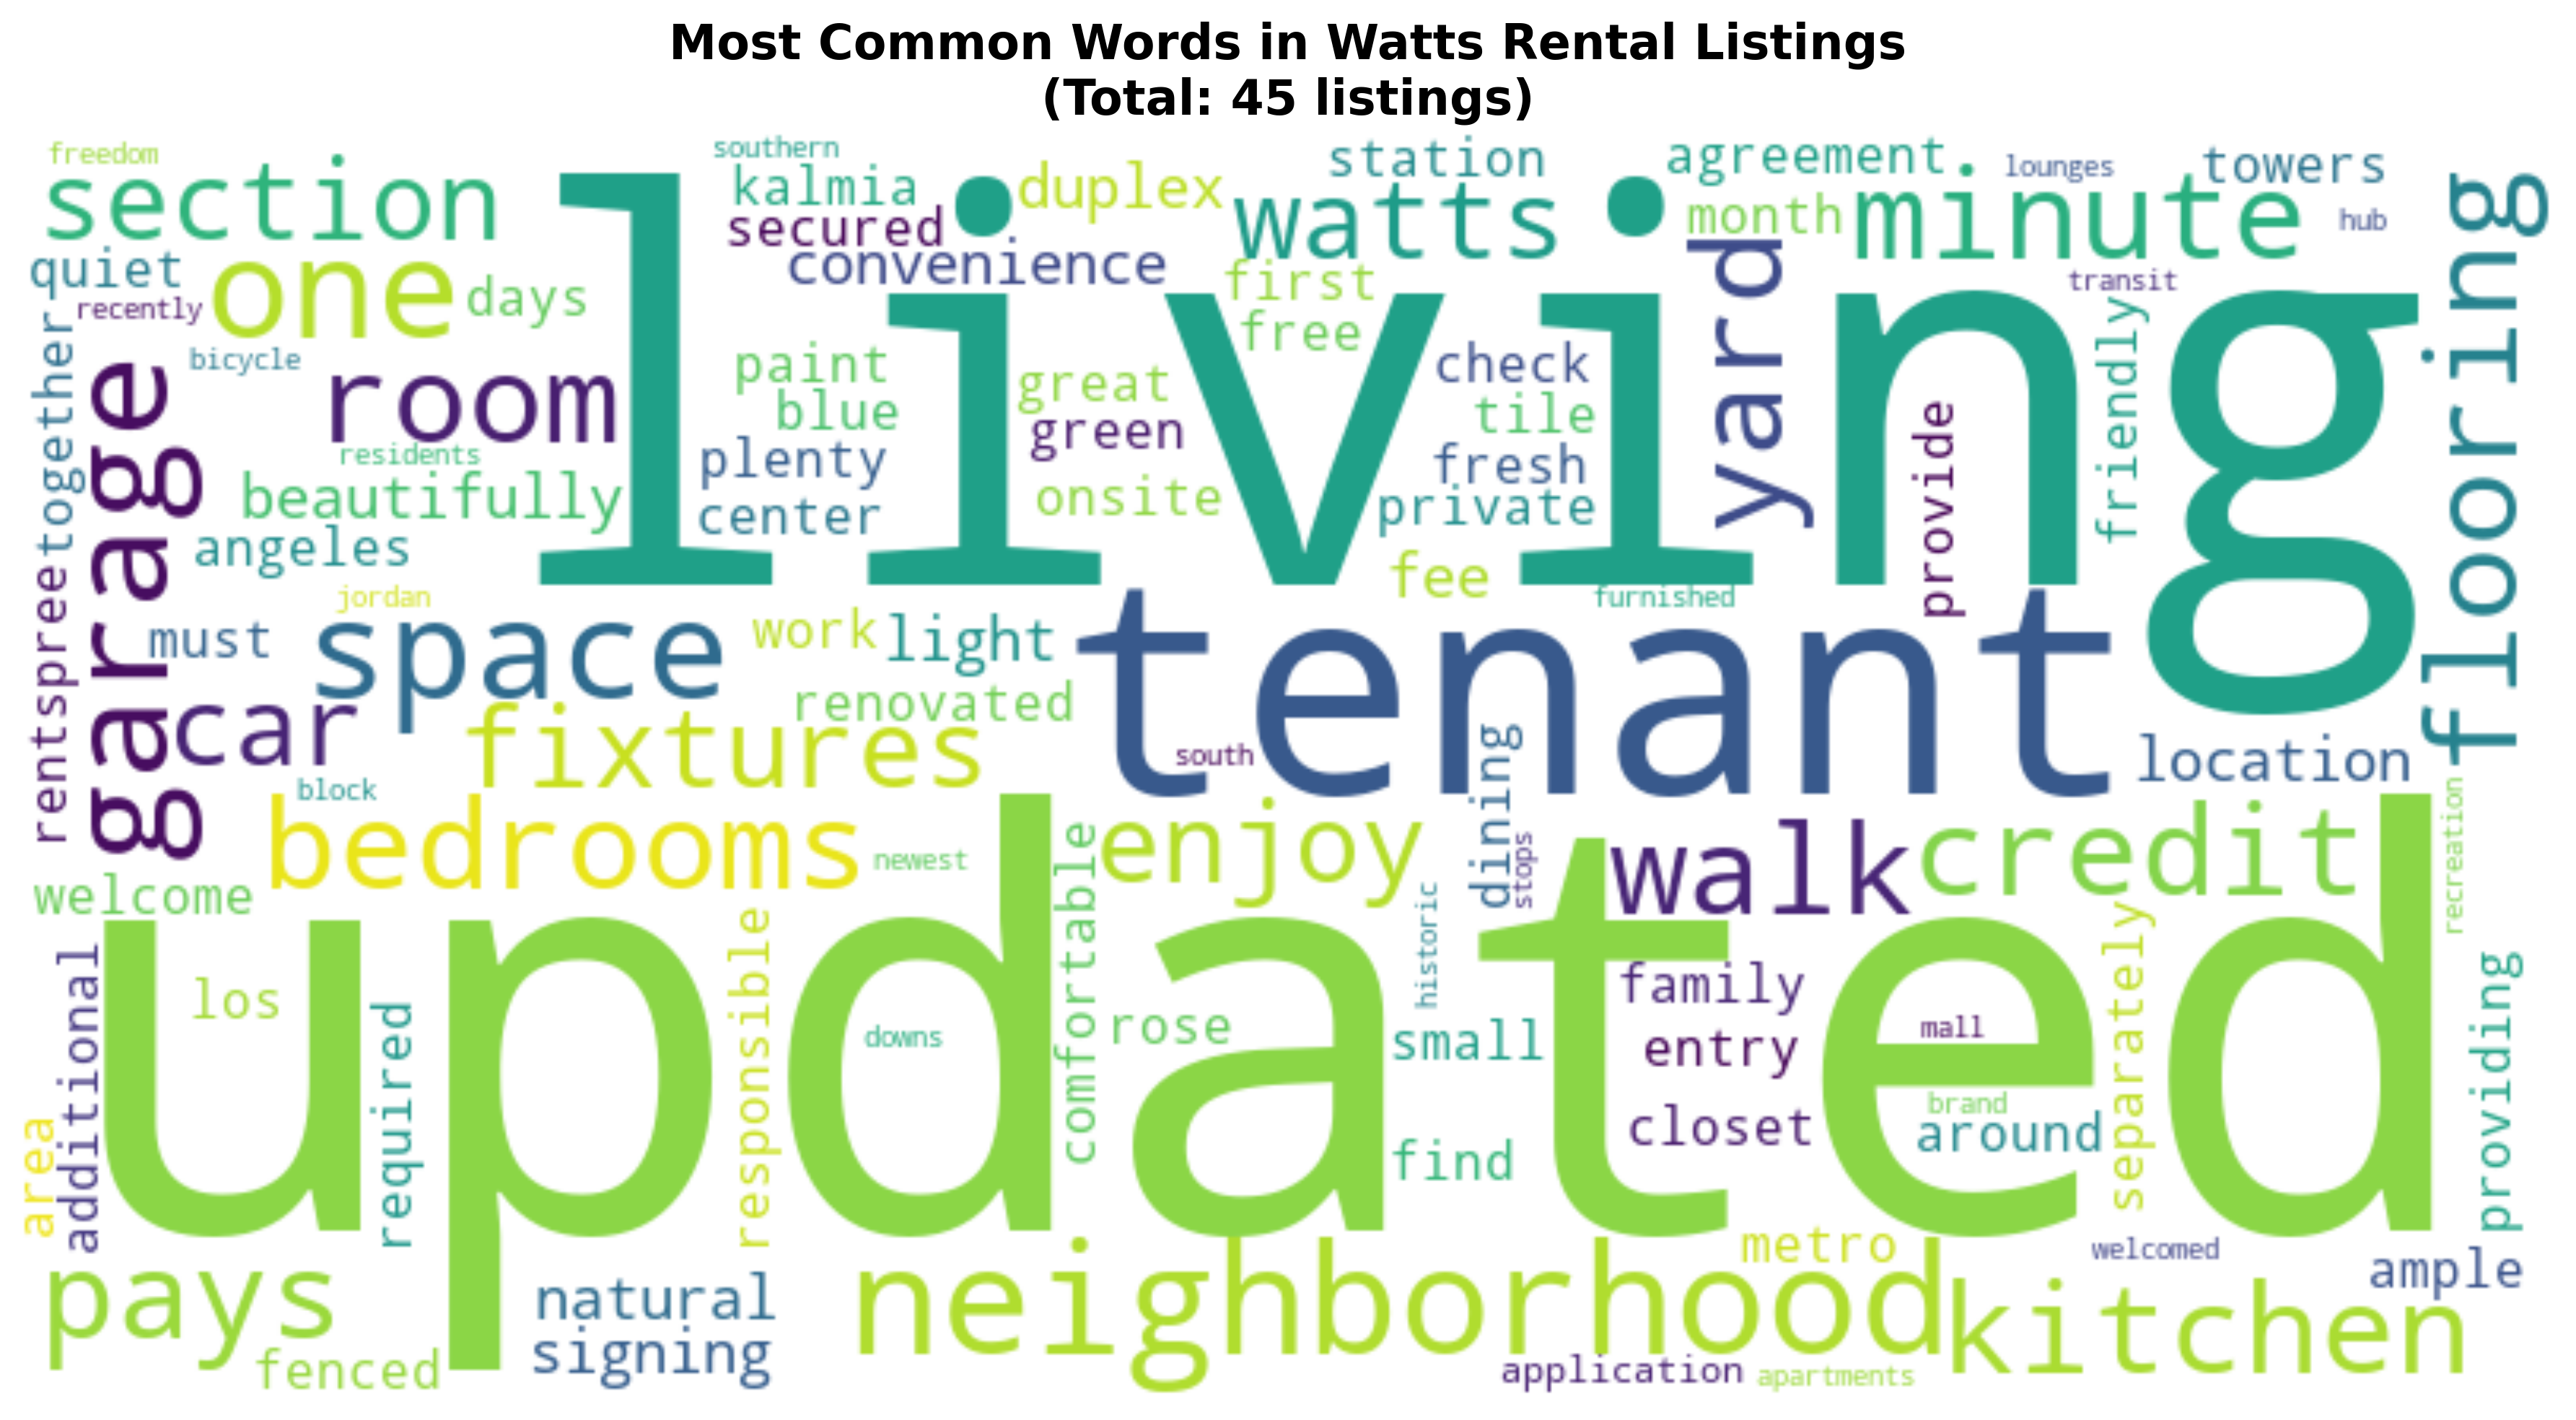 Most Common Words in Watts Rental Listings
(Total: 45 listings)
freedom
southern
station
agreement
lounges
towers
section
kalmia
duplex
watts
month
minute
hub
secured
quiet
convenience
one
days
first
yard
transit
flooring
recently
free
living
together
bicycle
paint
check
friendly
garage
room
great
blue
tile
green
provide
residents
plenty
fresh
beautifully
onsite
private
center
angeles
fee
rentspree
jordan
furnished
must
space
work
light
tenant
renovated
car
fixtures
south
location
block
dining
bedrooms
newest
enjoy
stops
walk
credit
recreation
welcome
comfortable
historic
updated
additional
los
required
responsible
downs
rose
small
family
entry
mall
separately
providing
area
closet
brand
around
find
pays
natural
neighborhood
metro
welcomed
ample
signing
kitchen
fenced
application
apartments